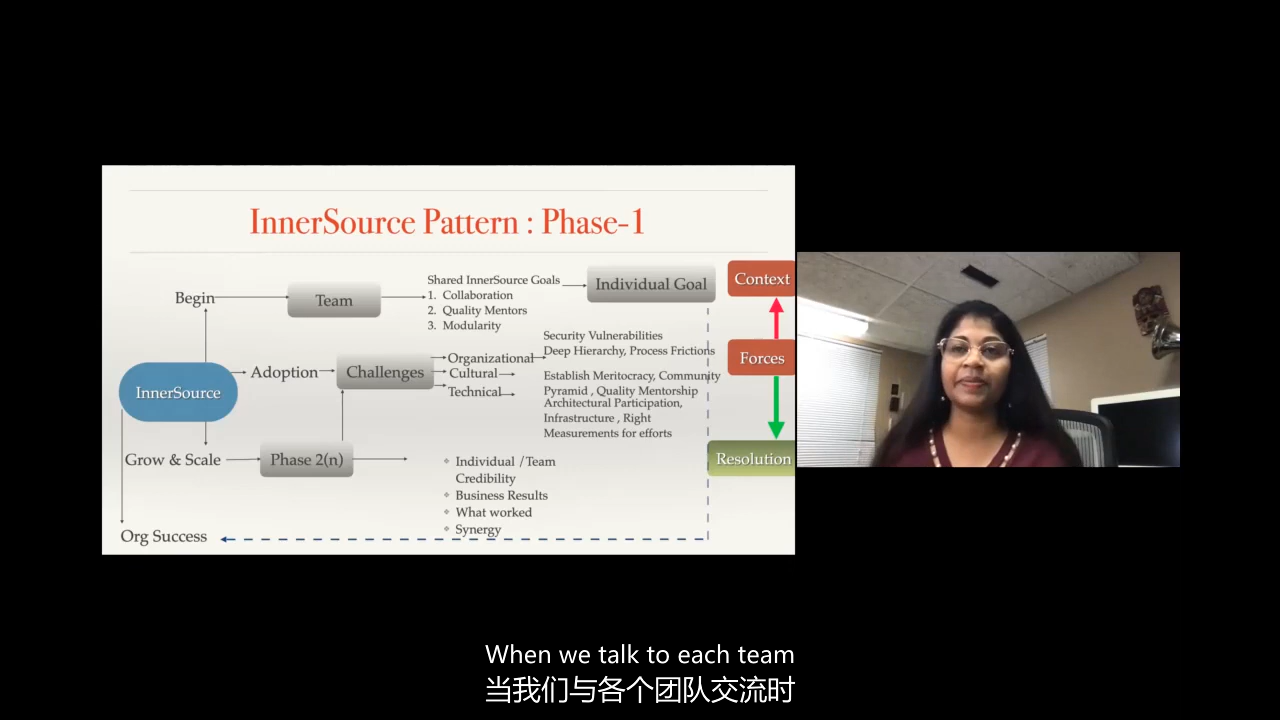 InnerSource Pattern : Phase-1
Begin
Team
Shared InnerSource Goals
1. Collaboration
2. Quality Mentors
3. Modularity
Individual Goal
Context
InnerSource
Adoption
Challenges
Organizational
Cultural
Technical
Security Vulnerabilities
Deep Hierarchy, Process Frictions
Establish Meritocracy, Community
Pyramid , Quality Mentorship
Architectural Participation,
Infrastructure , Right
Measurements for efforts
Forces
Grow & Scale
Phase 2(n)
Individual /Team
Credibility
Business Results
What worked
Synergy
Resolution
Org Success
When we talk to each team
当我们与各个团队交流时